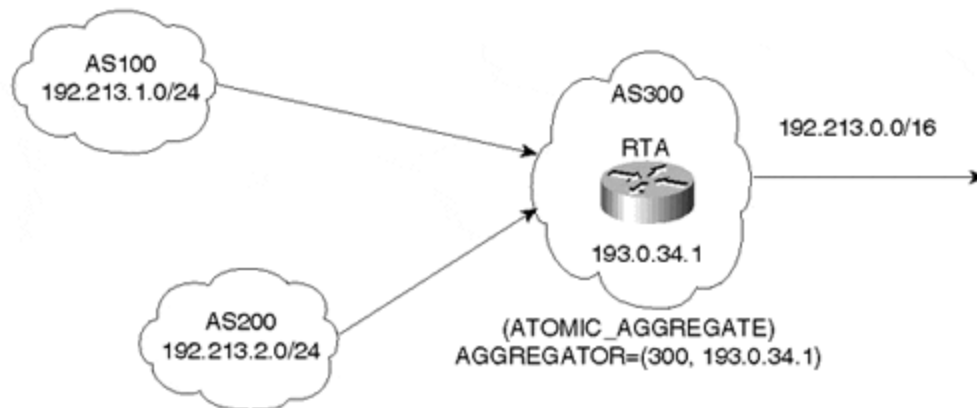 AS100
192.213.1.0/24
AS300
192.213.0.0/16
RTA
193.0.34.1
AS200
192.213.2.0/24
(ATOMIC_AGGREGATE)
AGGREGATOR=(300, 193.0.34.1)